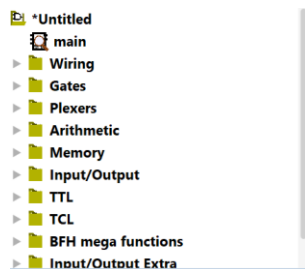 *Untitled
main
Wiring
Gates
Plexers
Arithmetic
Memory
Input/Output
TTL
TCL
BFH mega functions
Input/Output Extra